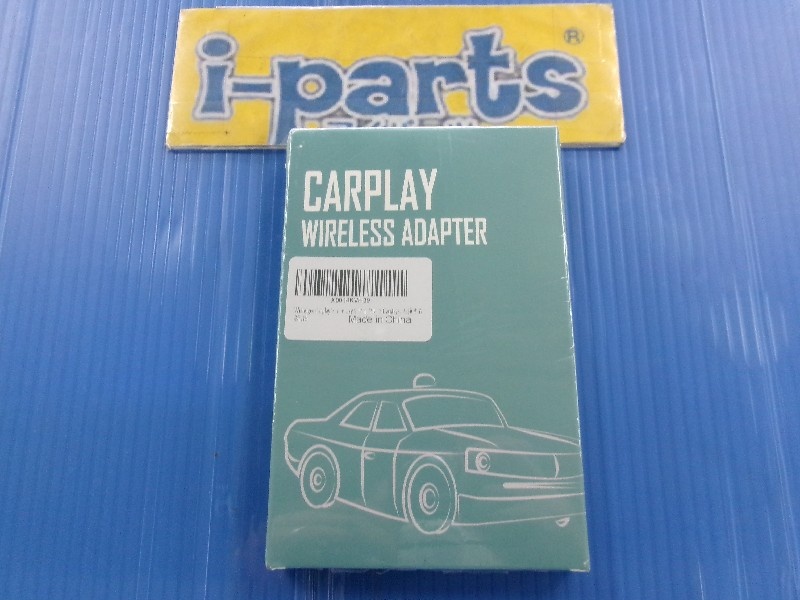 i-parts ®
CARPLAY
WIRELESS ADAPTER
Made in China